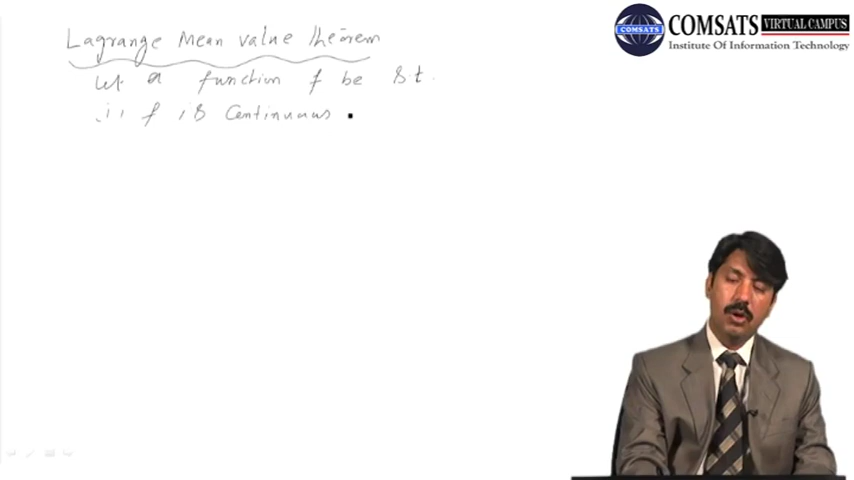 Lagrange Mean value theorem
Let a function f be s.t.
(i) f is Continuous
COMSATS
COMSATS VIRTUAL CAMPUS
Institute Of Information Technology